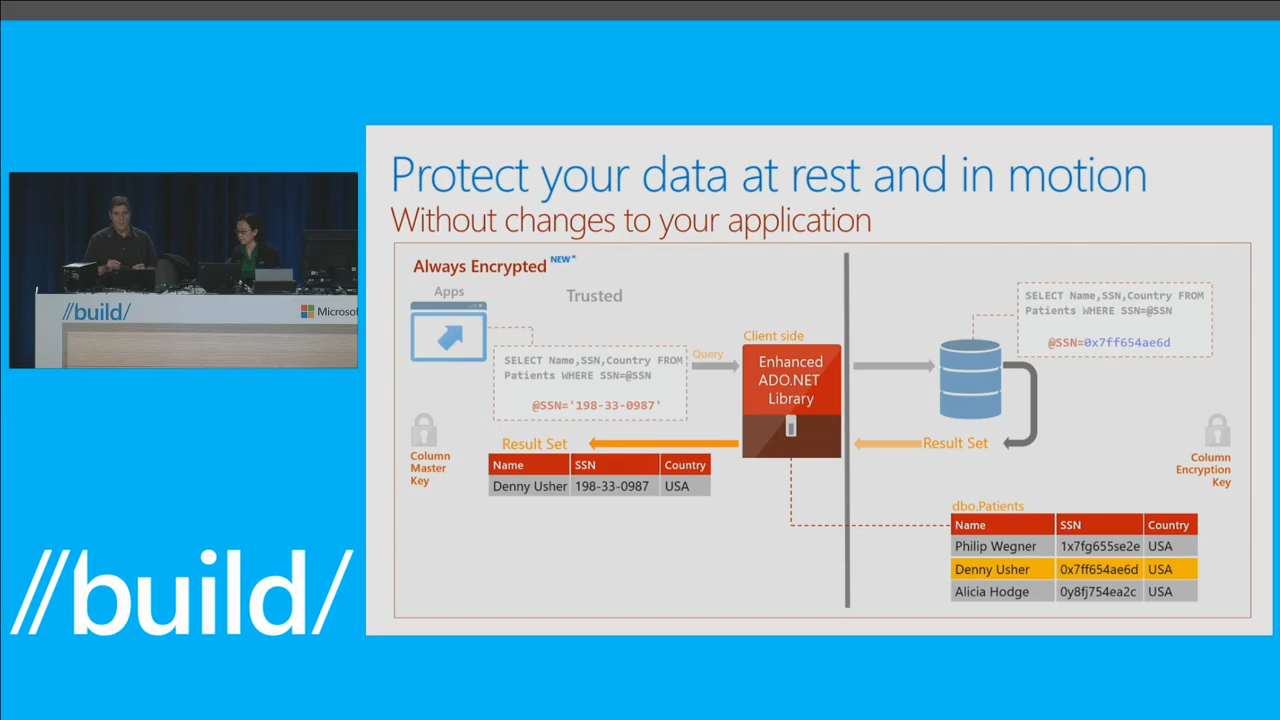 Protect your data at rest and in motion
Without changes to your application
Always Encrypted NEW*
Apps
Trusted
SELECT Name,SSN,Country FROM
Patients WHERE SSN=@SSN
@SSN='198-33-0987'
Query
Client side
Enhanced
ADO.NET
Library
SELECT Name,SSN,Country FROM
Patients WHERE SSN=@SSN
@SSN=0x7ff654ae6d
Result Set
Result Set
Column
Master
Key
Column
Encryption
Key
Name SSN Country
Denny Usher 198-33-0987 USA
dbo.Patients
Name SSN Country
Philip Wegner 1x7fg655se2e USA
Denny Usher 0x7ff654ae6d USA
Alicia Hodge 0y8fj754ea2c USA
//build/
Microsof
//build/